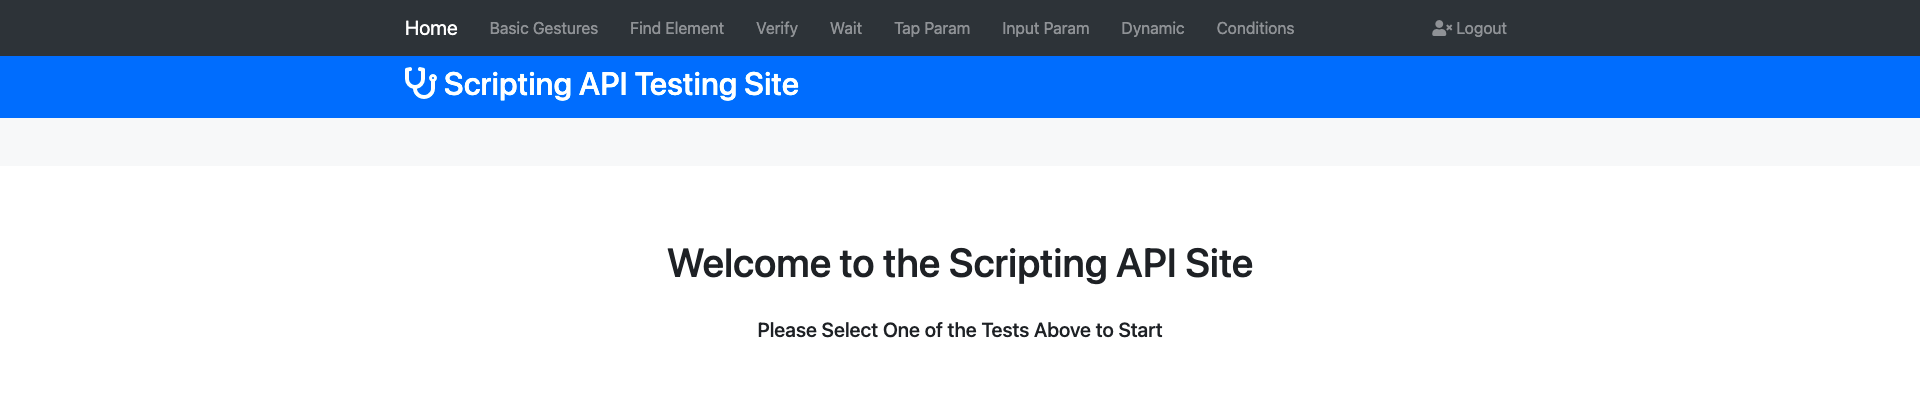 Home Basic Gestures Find Element Verify Wait Tap Param Input Param Dynamic Conditions Logout
Scripting API Testing Site
Welcome to the Scripting API Site
Please Select One of the Tests Above to Start